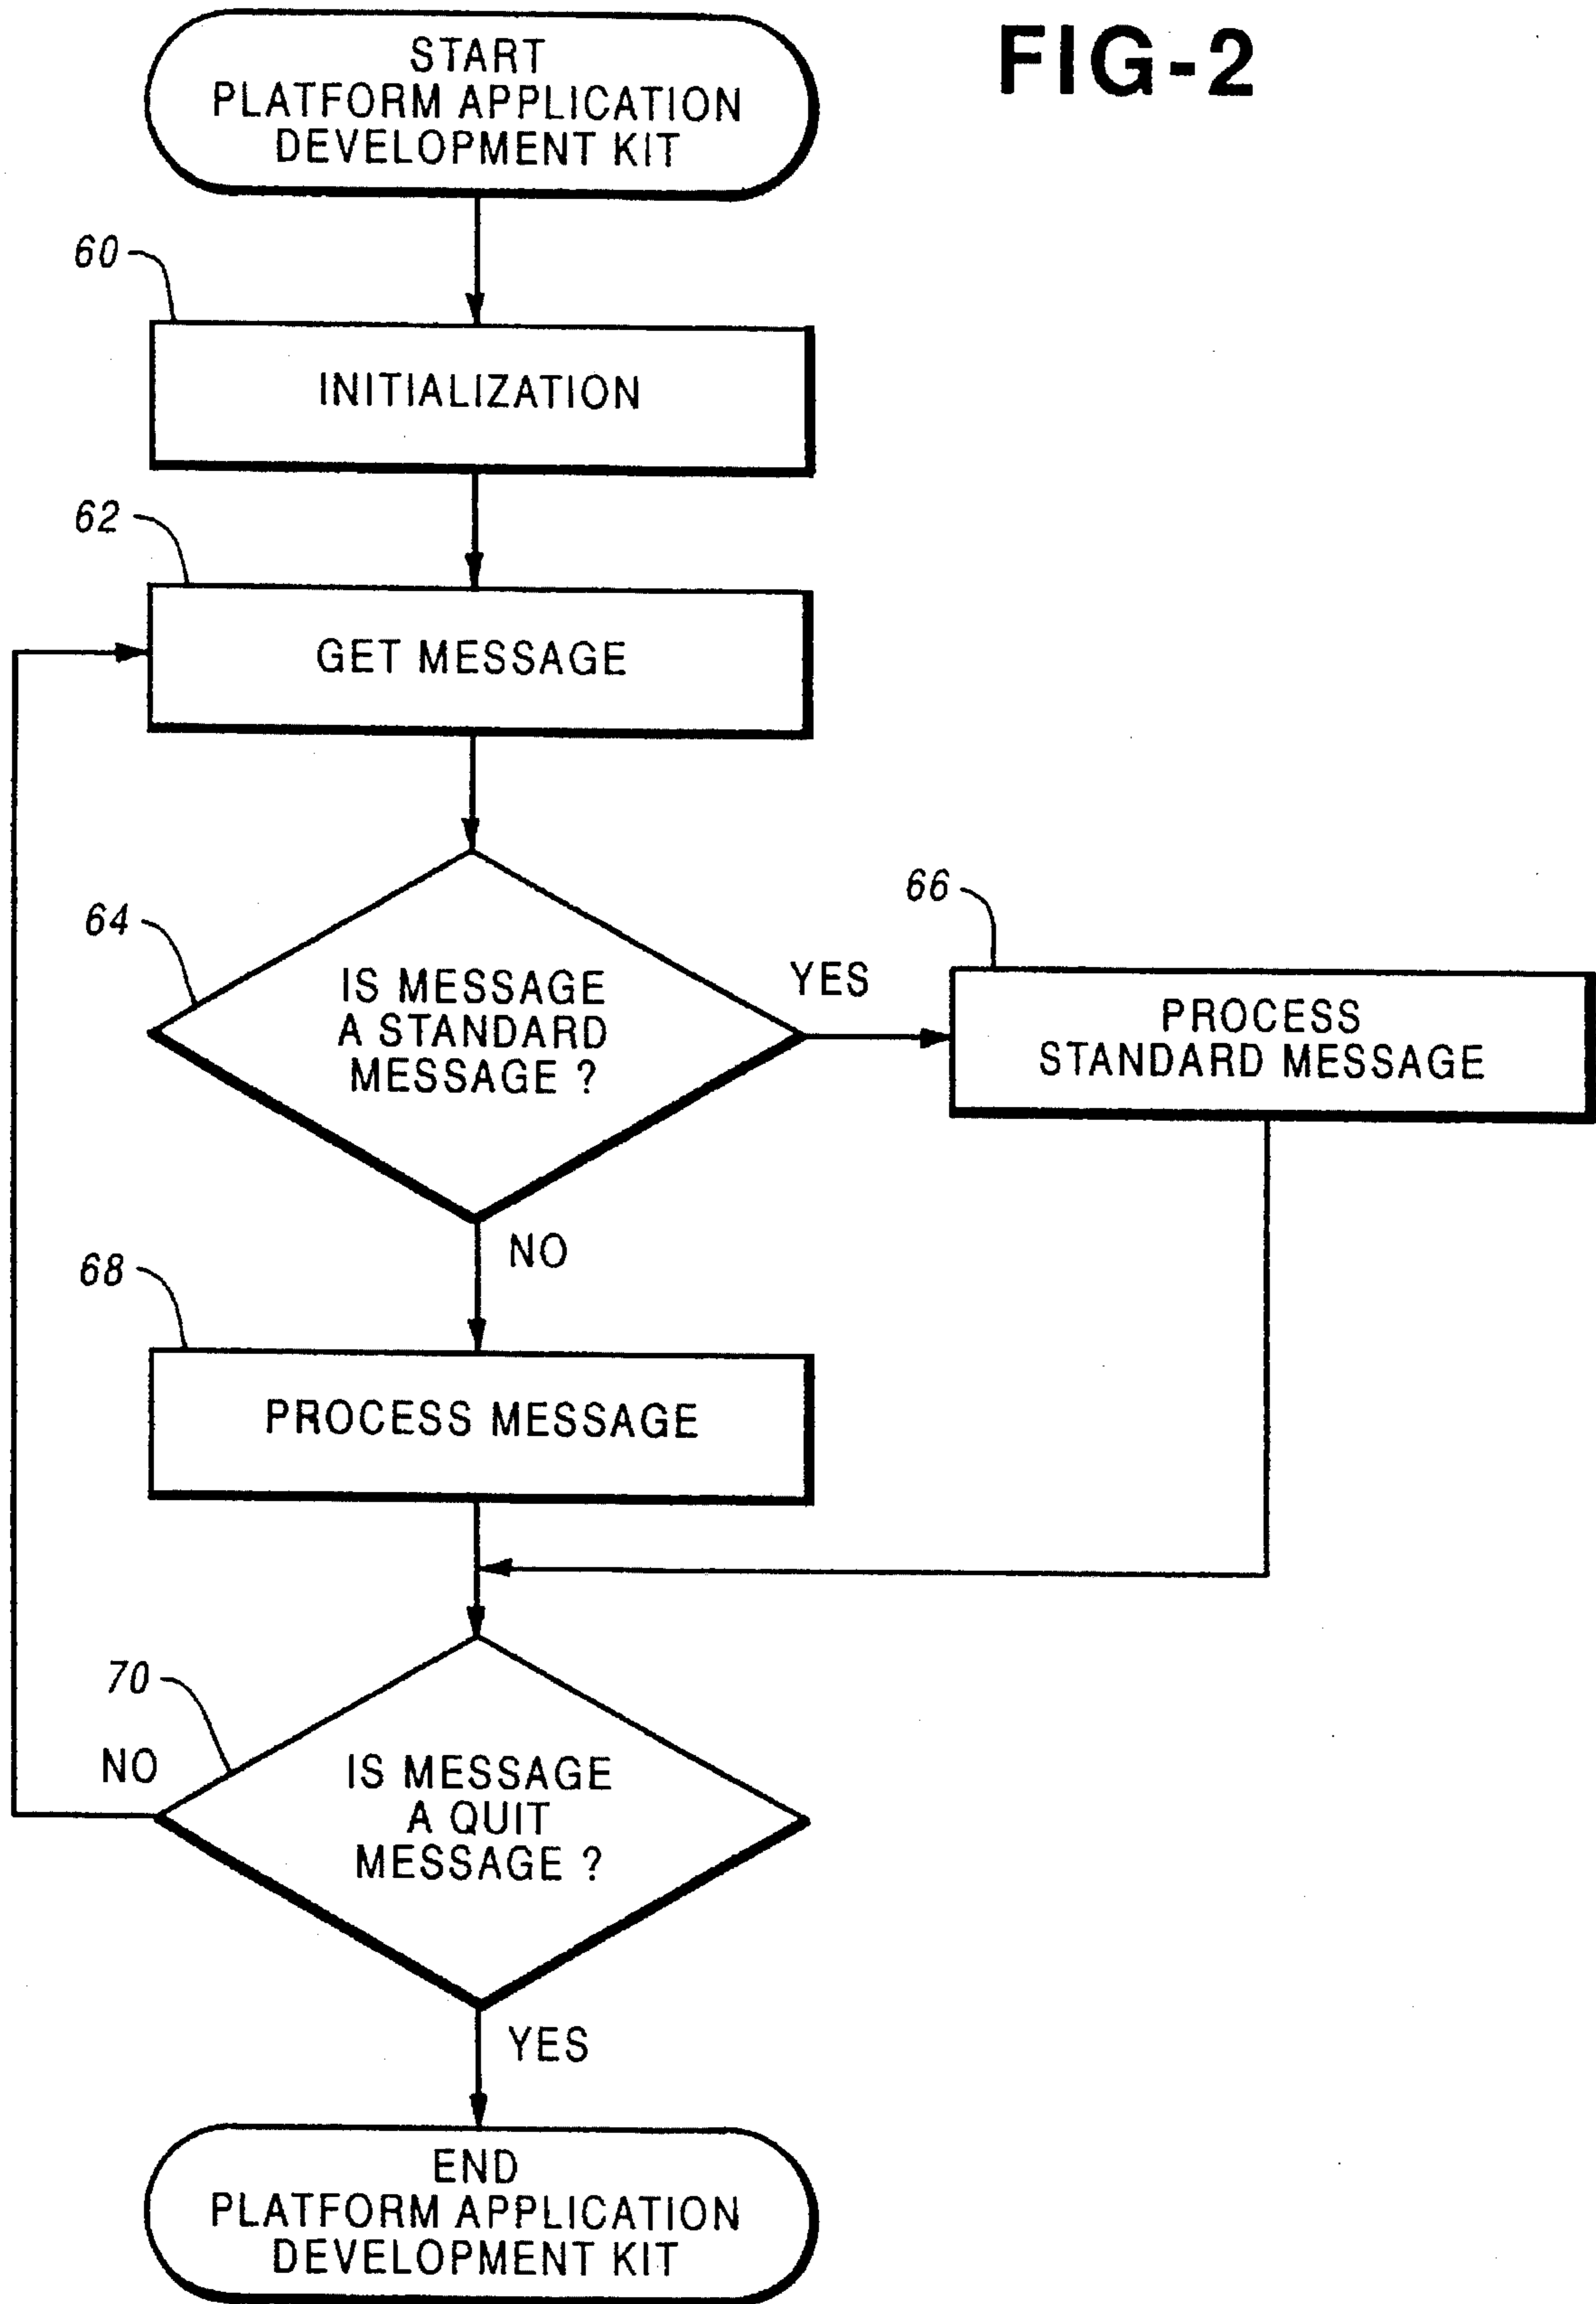 FIG-2
START
PLATFORM APPLICATION
DEVELOPMENT KIT
60
INITIALIZATION
62
GET MESSAGE
64
IS MESSAGE
A STANDARD
MESSAGE ?
YES
66
PROCESS
STANDARD MESSAGE
NO
68
PROCESS MESSAGE
70
NO
IS MESSAGE
A QUIT
MESSAGE ?
YES
END
PLATFORM APPLICATION
DEVELOPMENT KIT